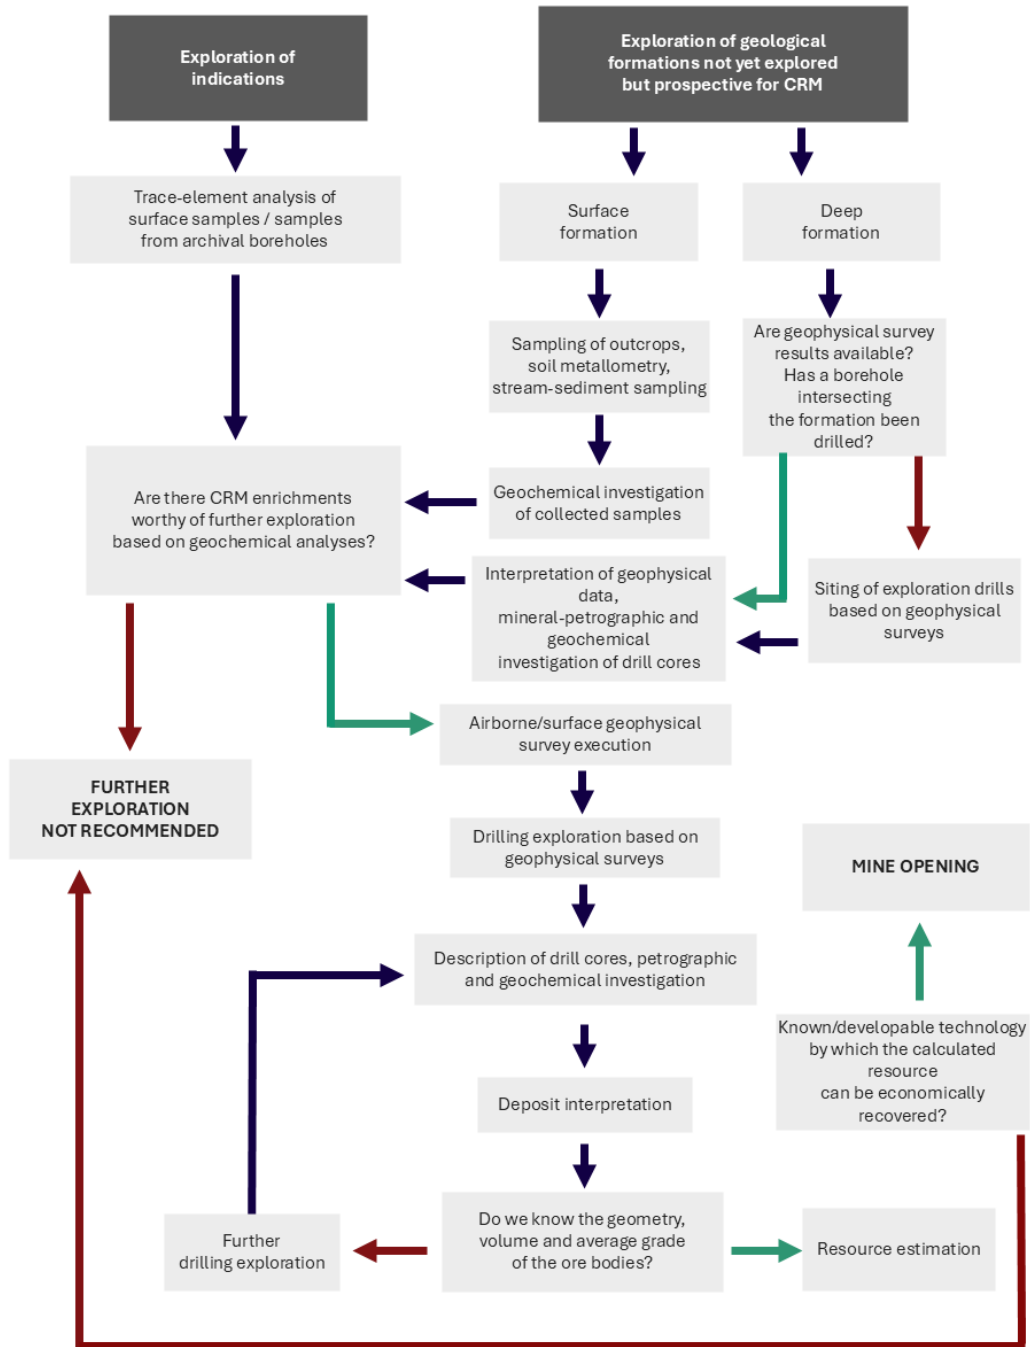 Exploration of
indications
Exploration of geological
formations not yet explored
but prospective for CRM
Trace-element analysis of
surface samples / samples
from archival boreholes
Surface
formation
Deep
formation
Sampling of outcrops,
soil metallometry,
stream-sediment sampling
Are geophysical survey
results available?
Has a borehole
intersecting
the formation been
drilled?
Are there CRM enrichments
worthy of further exploration
based on geochemical analyses?
Geochemical investigation
of collected samples
Interpretation of geophysical
data,
mineral-petrographic and
geochemical
investigation of drill cores
Siting of exploration drills
based on geophysical
surveys
Airborne/surface geophysical
survey execution
FURTHER
EXPLORATION
NOT RECOMMENDED
Drilling exploration based on
geophysical surveys
MINE OPENING
Description of drill cores, petrographic
and geochemical investigation
Known/developable technology
by which the calculated
resource
can be economically
recovered?
Deposit interpretation
Further
drilling exploration
Do we know the geometry,
volume and average grade
of the ore bodies?
Resource estimation